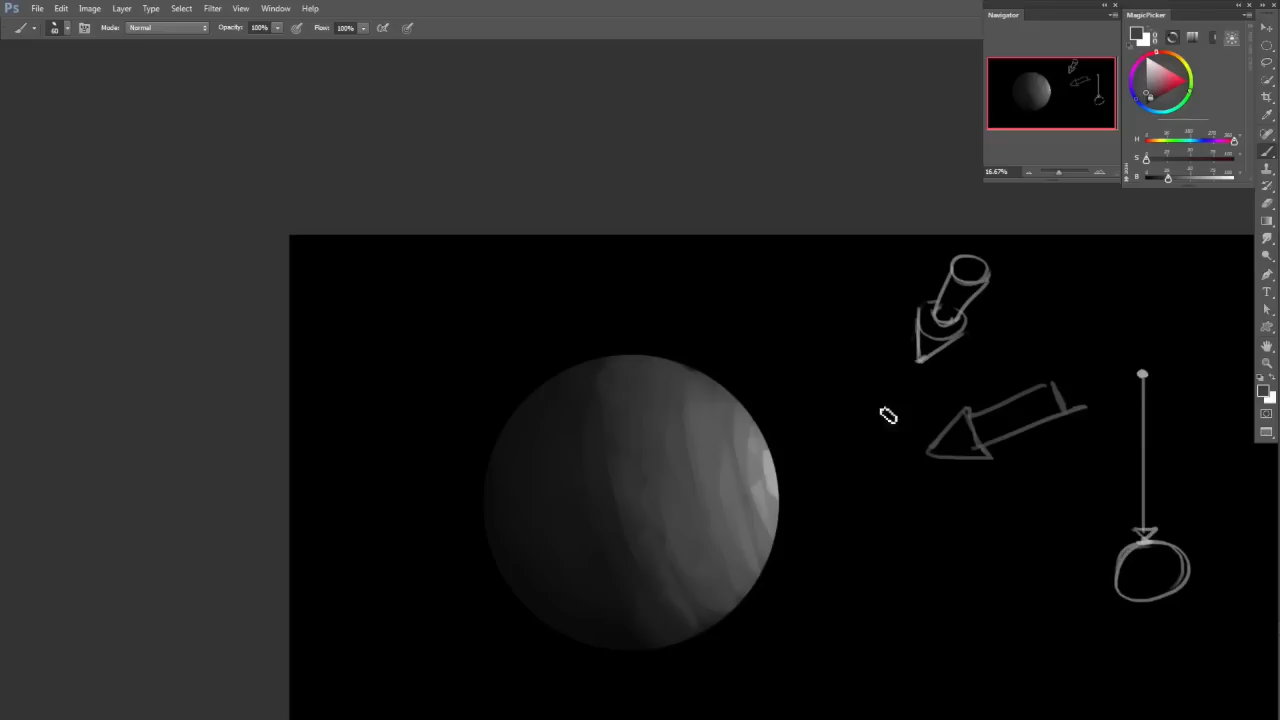 Ps File Edit Image Layer Type Select Filter View Window Help
60 Mode: Normal Opacity: 100% Flow: 100%
Navigator
16.67%
MagicPicker
H
S
B